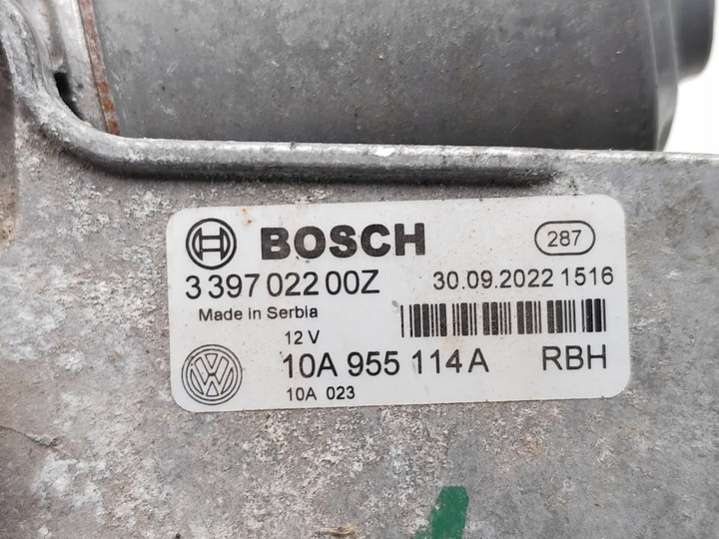 BOSCH 287
3 397 022 00Z 30.09.2022 1516
Made in Serbia
12 V
10A 955 114A RBH
10A 023